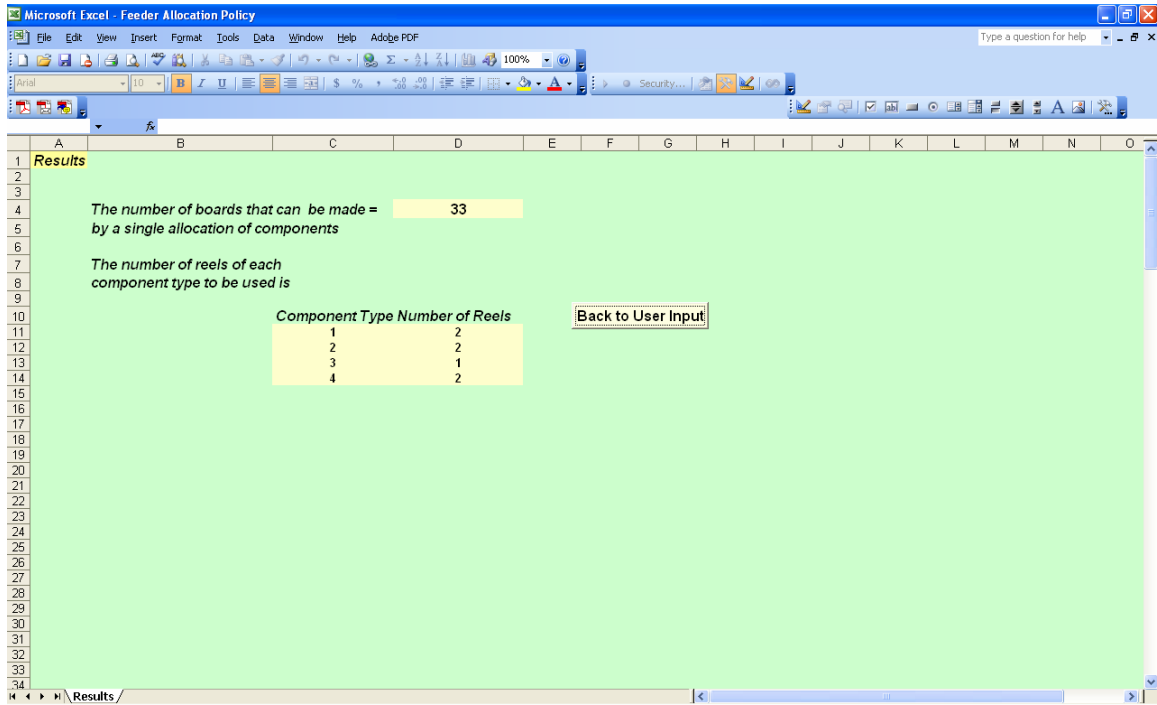 Microsoft Excel - Feeder Allocation Policy
File Edit View Insert Format Tools Data Window Help Adobe PDF Type a question for help
100%
Arial 10 B I U $ % , A Security...
ab A
fx
A B C D E F G H I J K L M N O
1 Results
2
3
4 The number of boards that can be made = 33
5 by a single allocation of components
6
7 The number of reels of each
8 component type to be used is
9
10 Component Type Number of Reels Back to User Input
11 1 2
12 2 2
13 3 1
14 4 2
15
16
17
18
19
20
21
22
23
24
25
26
27
28
29
30
31
32
33
34
Results